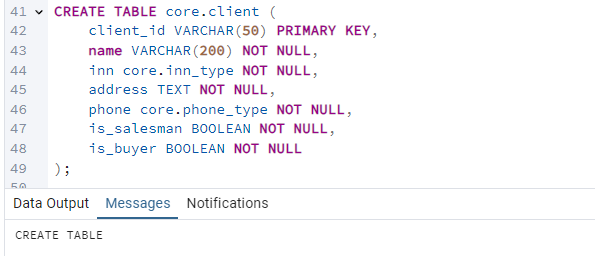 41 CREATE TABLE core.client (
42 client_id VARCHAR(50) PRIMARY KEY,
43 name VARCHAR(200) NOT NULL,
44 inn core.inn_type NOT NULL,
45 address TEXT NOT NULL,
46 phone core.phone_type NOT NULL,
47 is_salesman BOOLEAN NOT NULL,
48 is_buyer BOOLEAN NOT NULL
49 );
50
Data Output Messages Notifications
CREATE TABLE